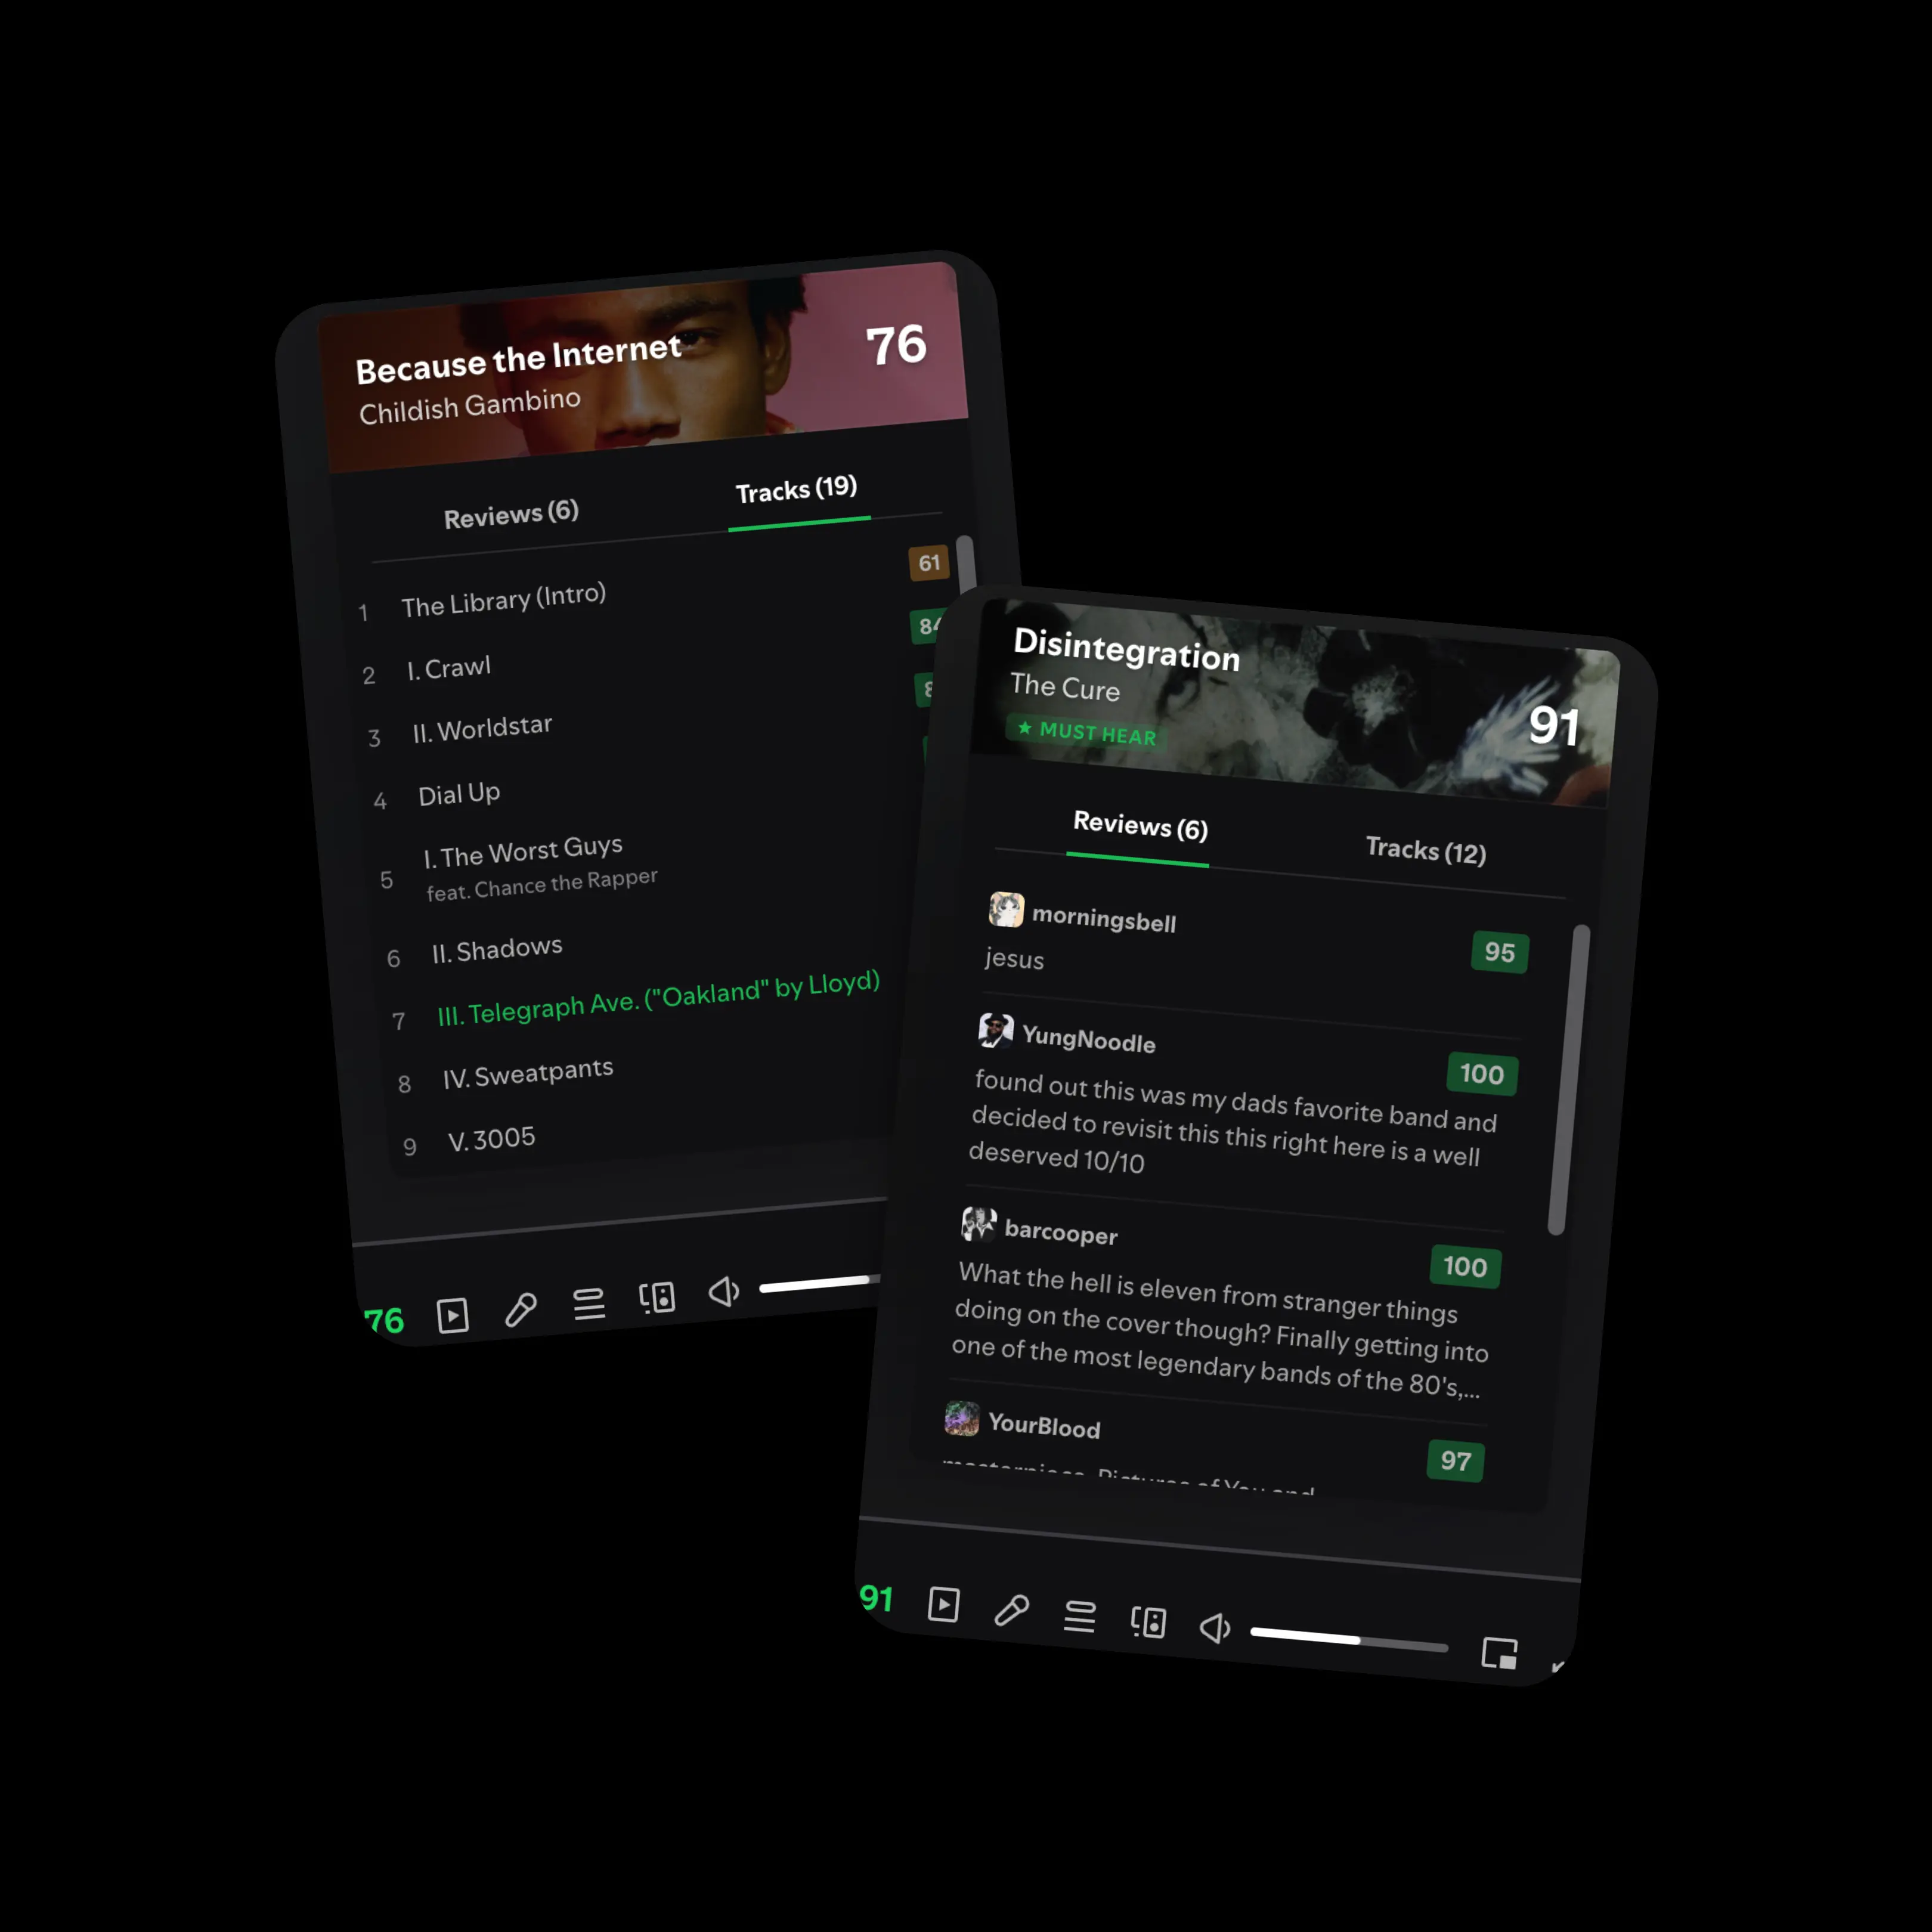 Because the Internet
Childish Gambino
76
Reviews (6)
Tracks (19)
1 The Library (Intro) 61
2 I. Crawl 84
3 II. Worldstar
4 Dial Up
5 I. The Worst Guys
feat. Chance the Rapper
6 II. Shadows
7 III. Telegraph Ave. ("Oakland" by Lloyd)
8 IV. Sweatpants
9 V. 3005
76
Disintegration
The Cure
MUST HEAR
91
Reviews (6)
Tracks (12)
morningsbell
95
jesus
YungNoodle
100
found out this was my dads favorite band and
decided to revisit this this right here is a well
deserved 10/10
barcooper
100
What the hell is eleven from stranger things
doing on the cover though? Finally getting into
one of the most legendary bands of the 80's,...
YourBlood
97
masterpiece. Pictures of You and
91